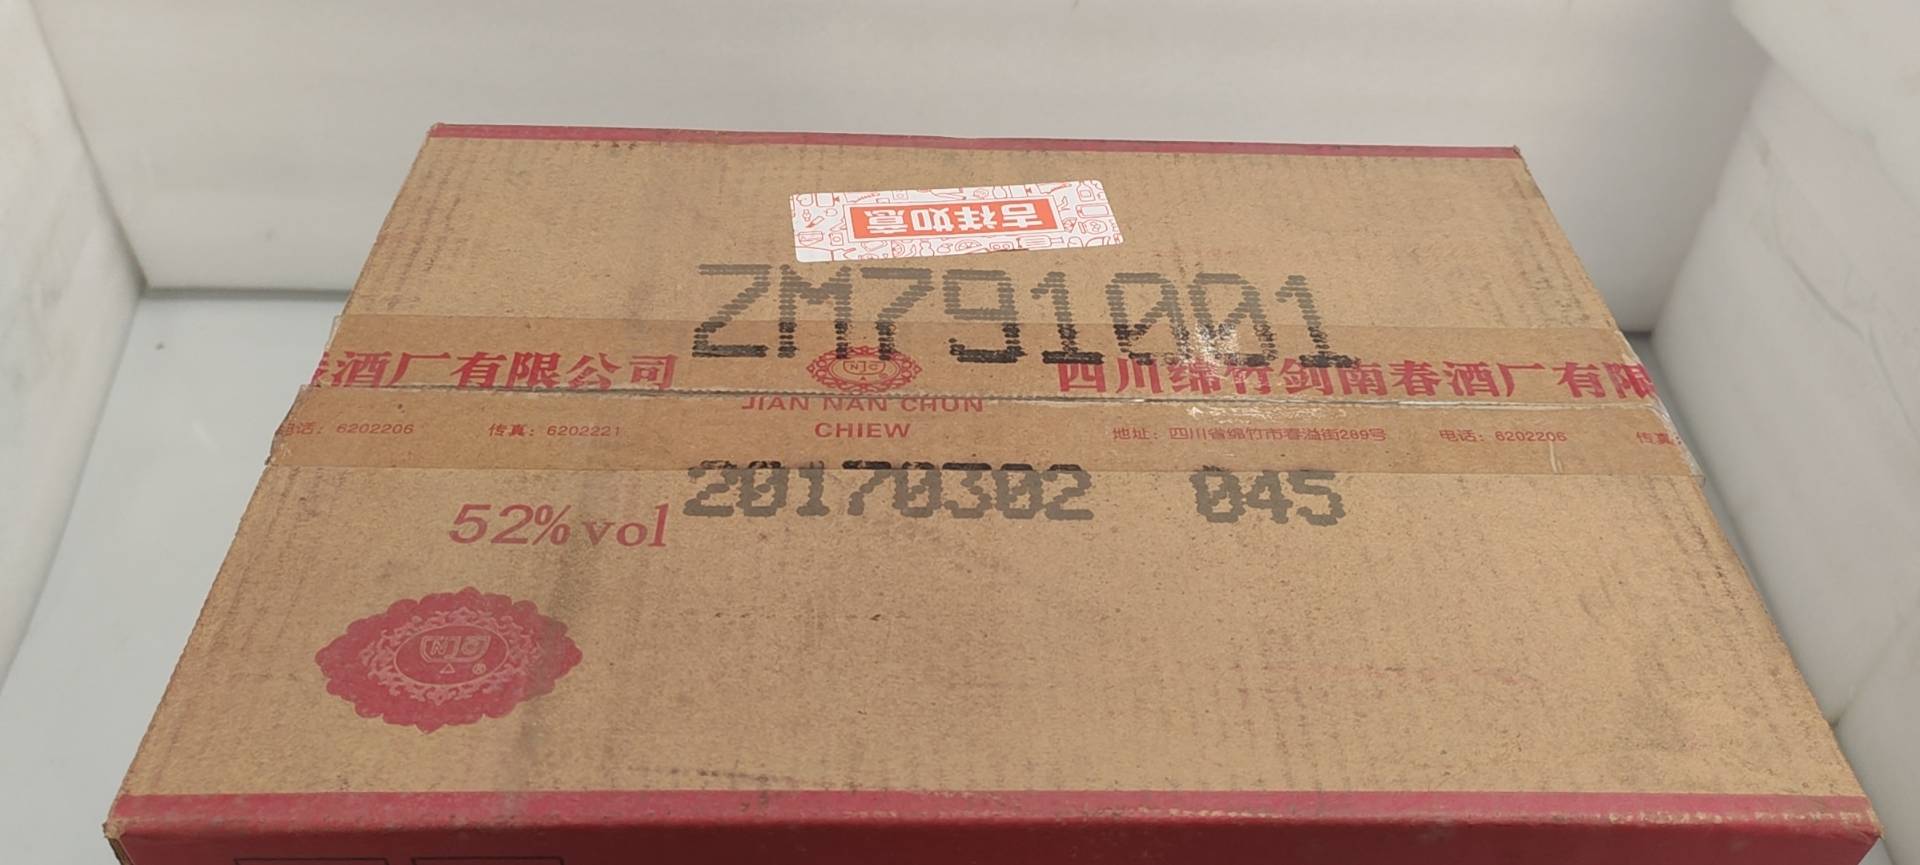 吉祥如意
ZM791001
酒厂有限公司 四川绵竹剑南春酒厂有限
JIAN NAN CHUN
CHIEW
电话: 6202206 传真: 6202221 地址: 四川省绵竹市春溢街289号 电话: 6202206 传真:
20170302 045
52%vol